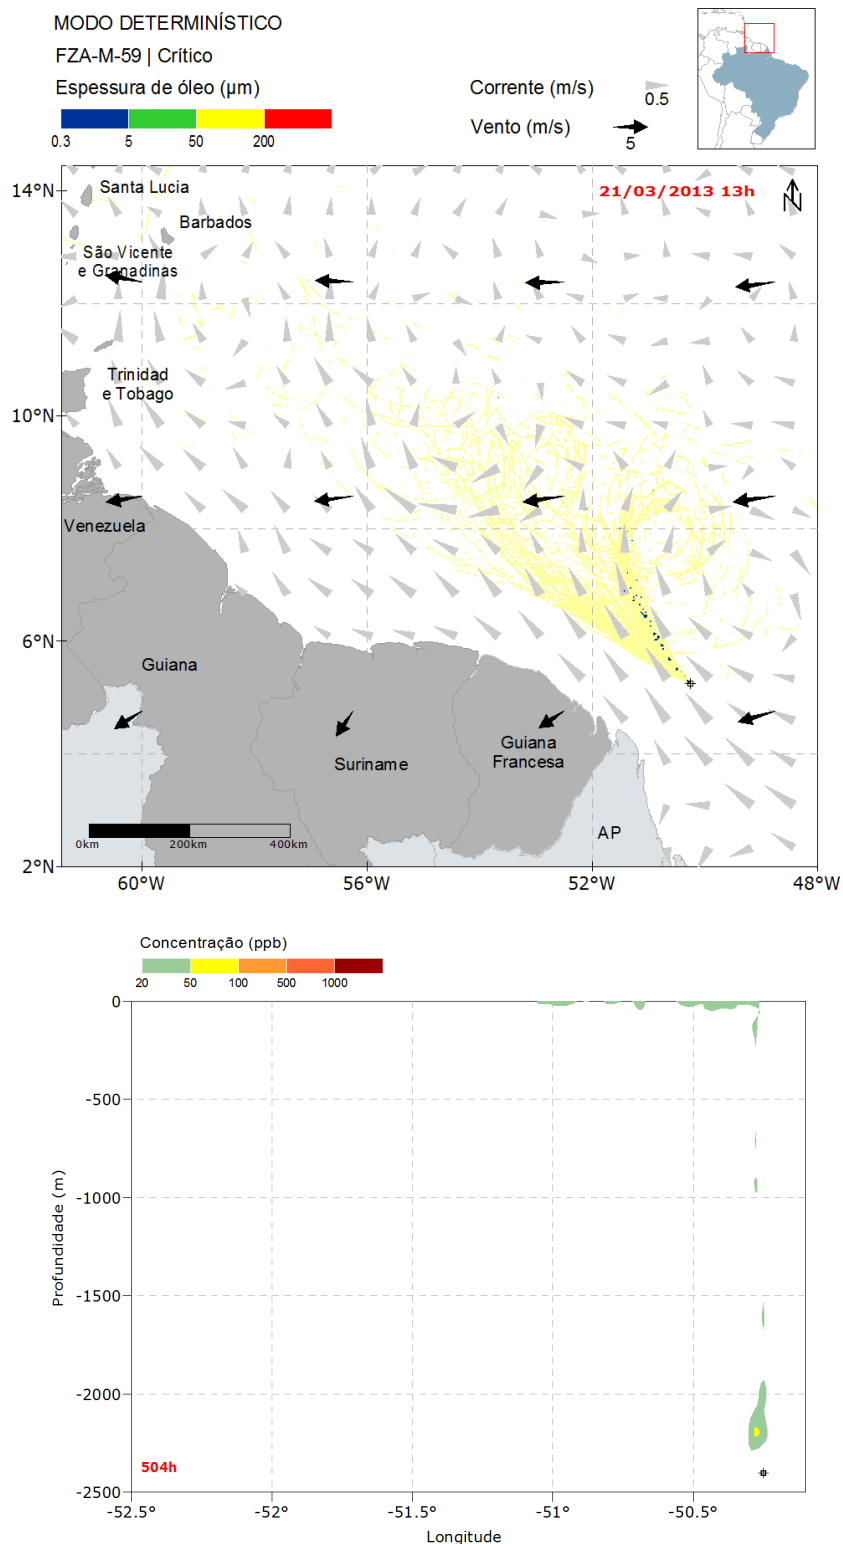 MODO DETERMINÍSTICO
FZA-M-59 | Crítico
Espessura de óleo (µm)
0.3 5 50 200
Corrente (m/s)
0.5
Vento (m/s)
5
21/03/2013 13h
N
14°N
10°N
6°N
2°N
Santa Lucia
Barbados
São Vicente
e Granadinas
Trinidad
e Tobago
Venezuela
Guiana
Suriname
Guiana
Francesa
AP
0km 200km 400km
60°W 56°W 52°W 48°W
Concentração (ppb)
20 50 100 500 1000
0
-500
-1000
-1500
-2000
-2500
Profundidade (m)
504h
-52.5° -52° -51.5° -51° -50.5°
Longitude